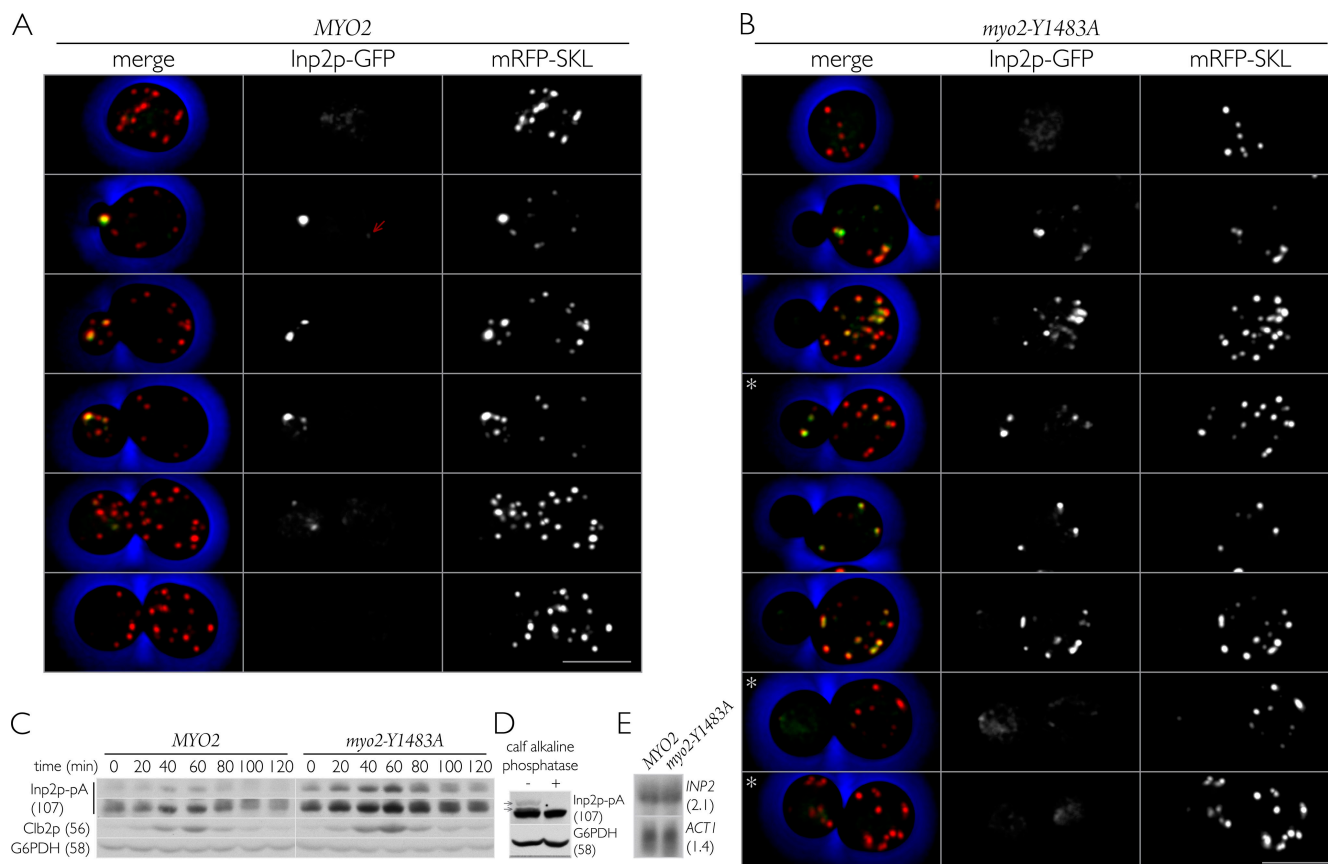 A
MYO2
merge Inp2p-GFP mRFP-SKL
B
myo2-Y1483A
merge Inp2p-GFP mRFP-SKL
*
*
*
C
MYO2 myo2-Y1483A
time (min) 0 20 40 60 80 100 120 0 20 40 60 80 100 120
Inp2p-pA
(107)
Clb2p (56)
G6PDH (58)
D
calf alkaline
phosphatase
- +
Inp2p-pA
(107)
G6PDH
(58)
E
MYO2
myo2-Y1483A
INP2
(2.1)
ACT1
(1.4)